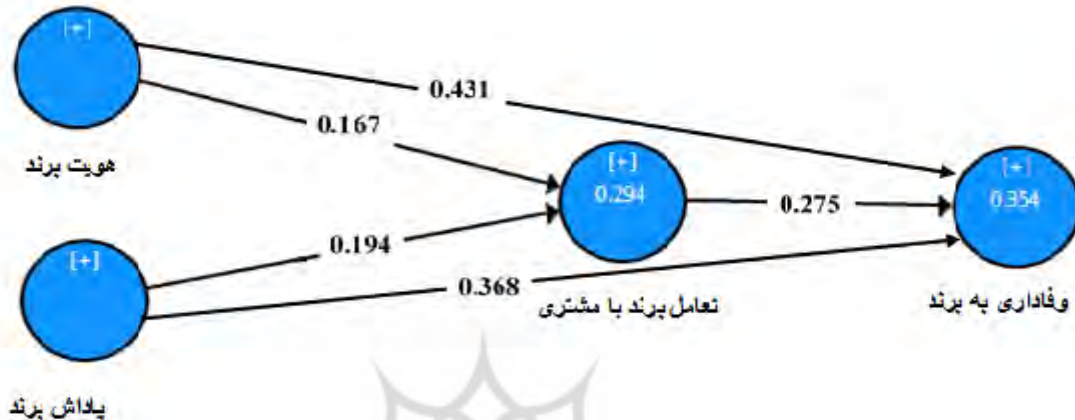 [+]
0.431
0.167
هویت برند
[+]
0.294
[+]
0.354
0.275
[+]
0.194
0.368
تعامل برند با مشتری
وفاداری به برند
پاداش برند